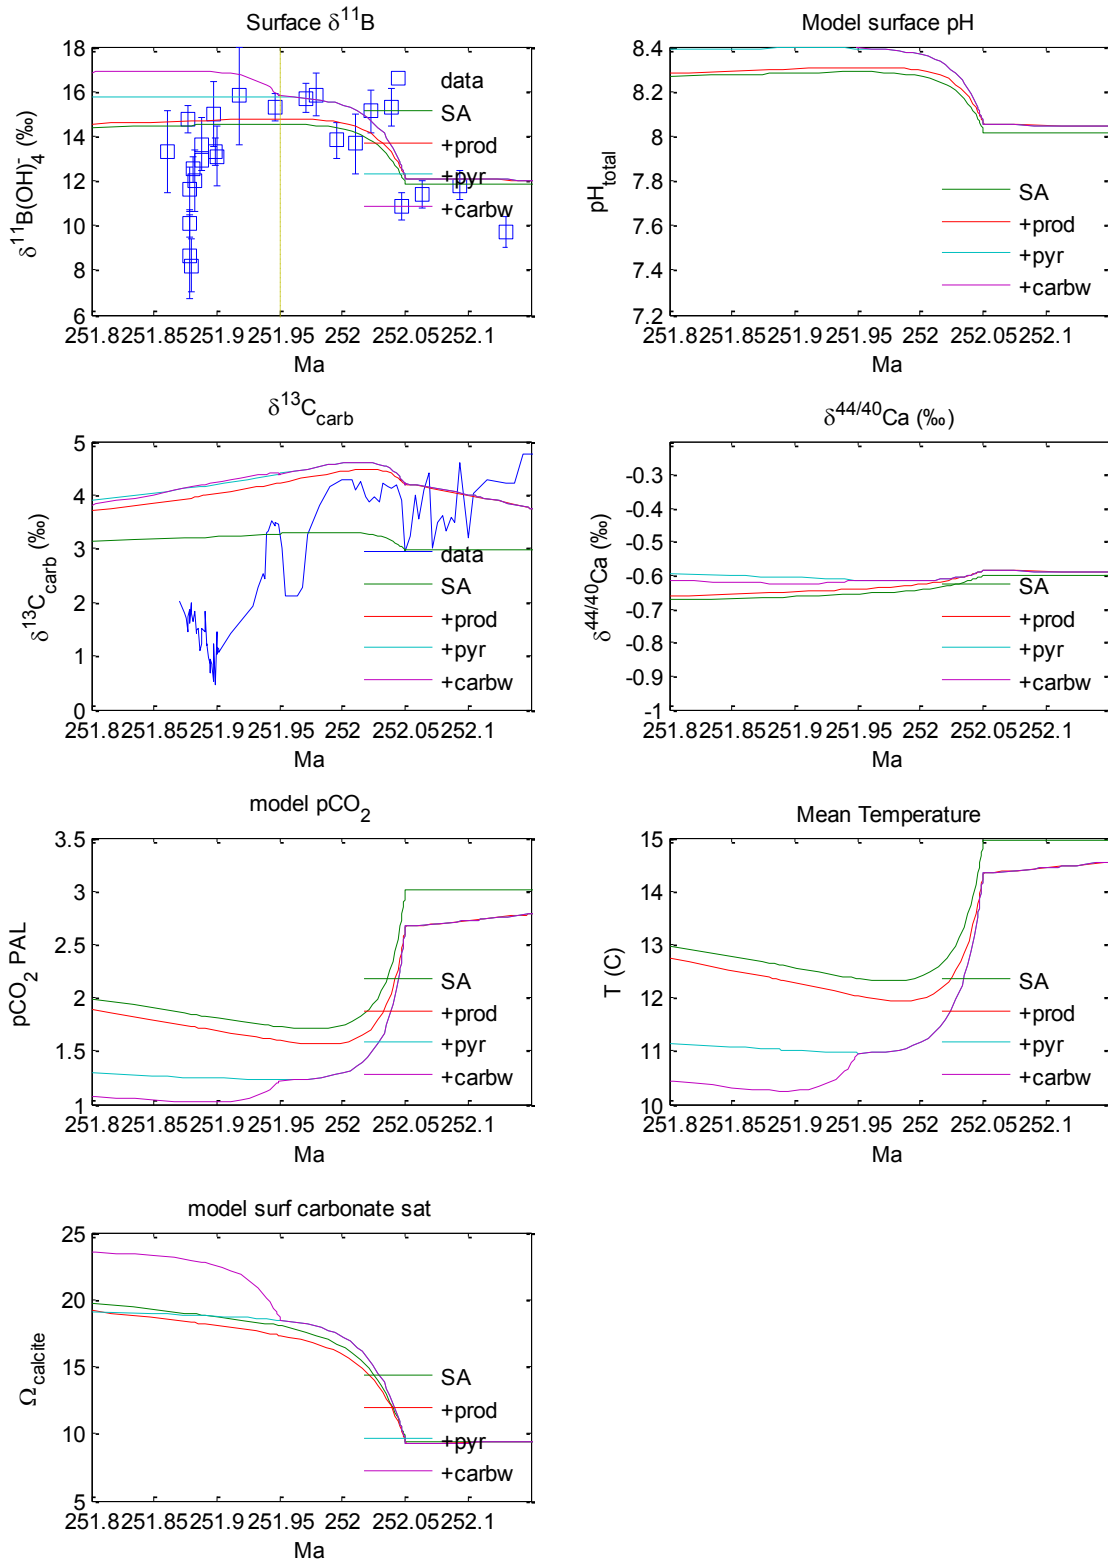 Surface δ¹¹B
18
16
14
12
10
8
6
δ¹¹B(OH)₄⁻ (‰)
data
SA
+prod
+pyr
+carbw
251.8 251.85 251.9 251.95 252 252.05 252.1
Ma
Model surface pH
8.4
8.2
8
7.8
7.6
7.4
7.2
pH_total
SA
+prod
+pyr
+carbw
251.8 251.85 251.9 251.95 252 252.05 252.1
Ma
δ¹³C_carb
5
4
3
2
1
0
δ¹³C_carb (‰)
data
SA
+prod
+pyr
+carbw
251.8 251.85 251.9 251.95 252 252.05 252.1
Ma
δ⁴⁴/⁴⁰Ca (‰)
-0.3
-0.4
-0.5
-0.6
-0.7
-0.8
-0.9
-1
δ⁴⁴/⁴⁰Ca (‰)
SA
+prod
+pyr
+carbw
251.8 251.85 251.9 251.95 252 252.05 252.1
Ma
model pCO₂
3.5
3
2.5
2
1.5
1
pCO₂ PAL
SA
+prod
+pyr
+carbw
251.8 251.85 251.9 251.95 252 252.05 252.1
Ma
Mean Temperature
15
14
13
12
11
10
T (C)
SA
+prod
+pyr
+carbw
251.8 251.85 251.9 251.95 252 252.05 252.1
Ma
model surf carbonate sat
25
20
15
10
5
Ω_calcite
SA
+prod
+pyr
+carbw
251.8 251.85 251.9 251.95 252 252.05 252.1
Ma